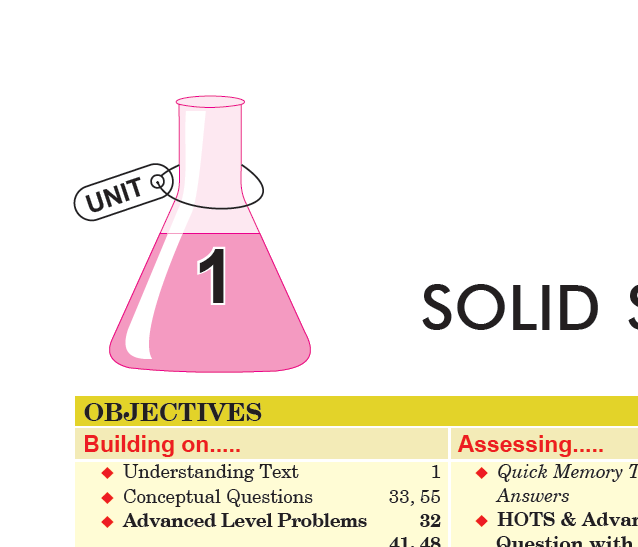 UNIT
1
SOLID
OBJECTIVES
Building on.....
Understanding Text 1
Conceptual Questions 33, 55
Advanced Level Problems 32
41, 48
Assessing.....
Quick Memory
Answers
HOTS &
Question with